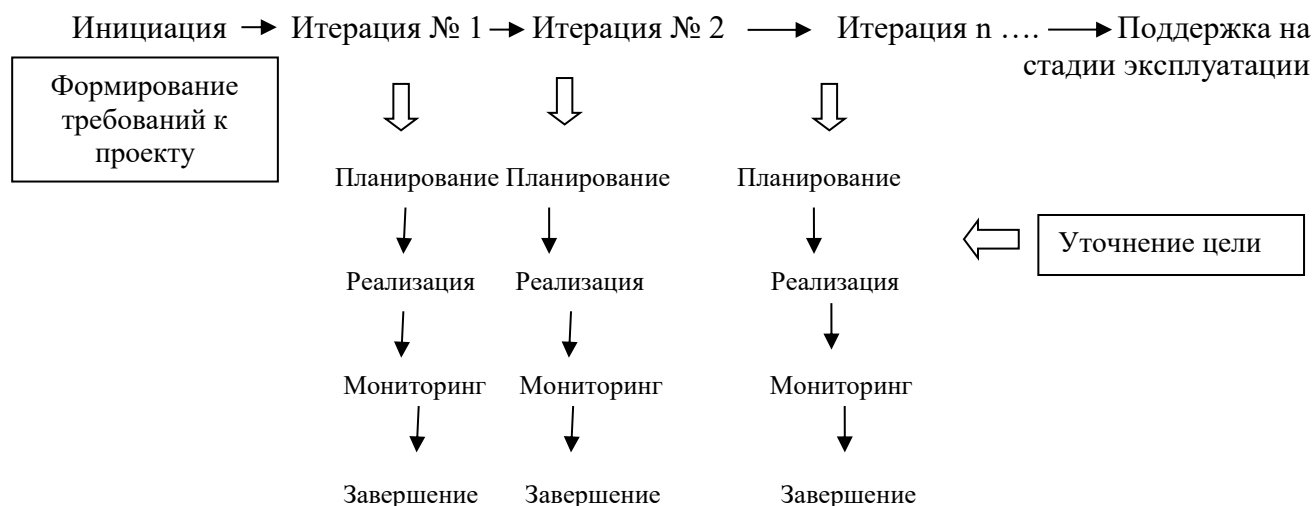 Инициация Итерация № 1 Итерация № 2 Итерация n …. Поддержка на
стадии эксплуатации
Формирование
требований к
проекту
Планирование Планирование Планирование
Уточнение цели
Реализация Реализация Реализация
Мониторинг Мониторинг Мониторинг
Завершение Завершение Завершение